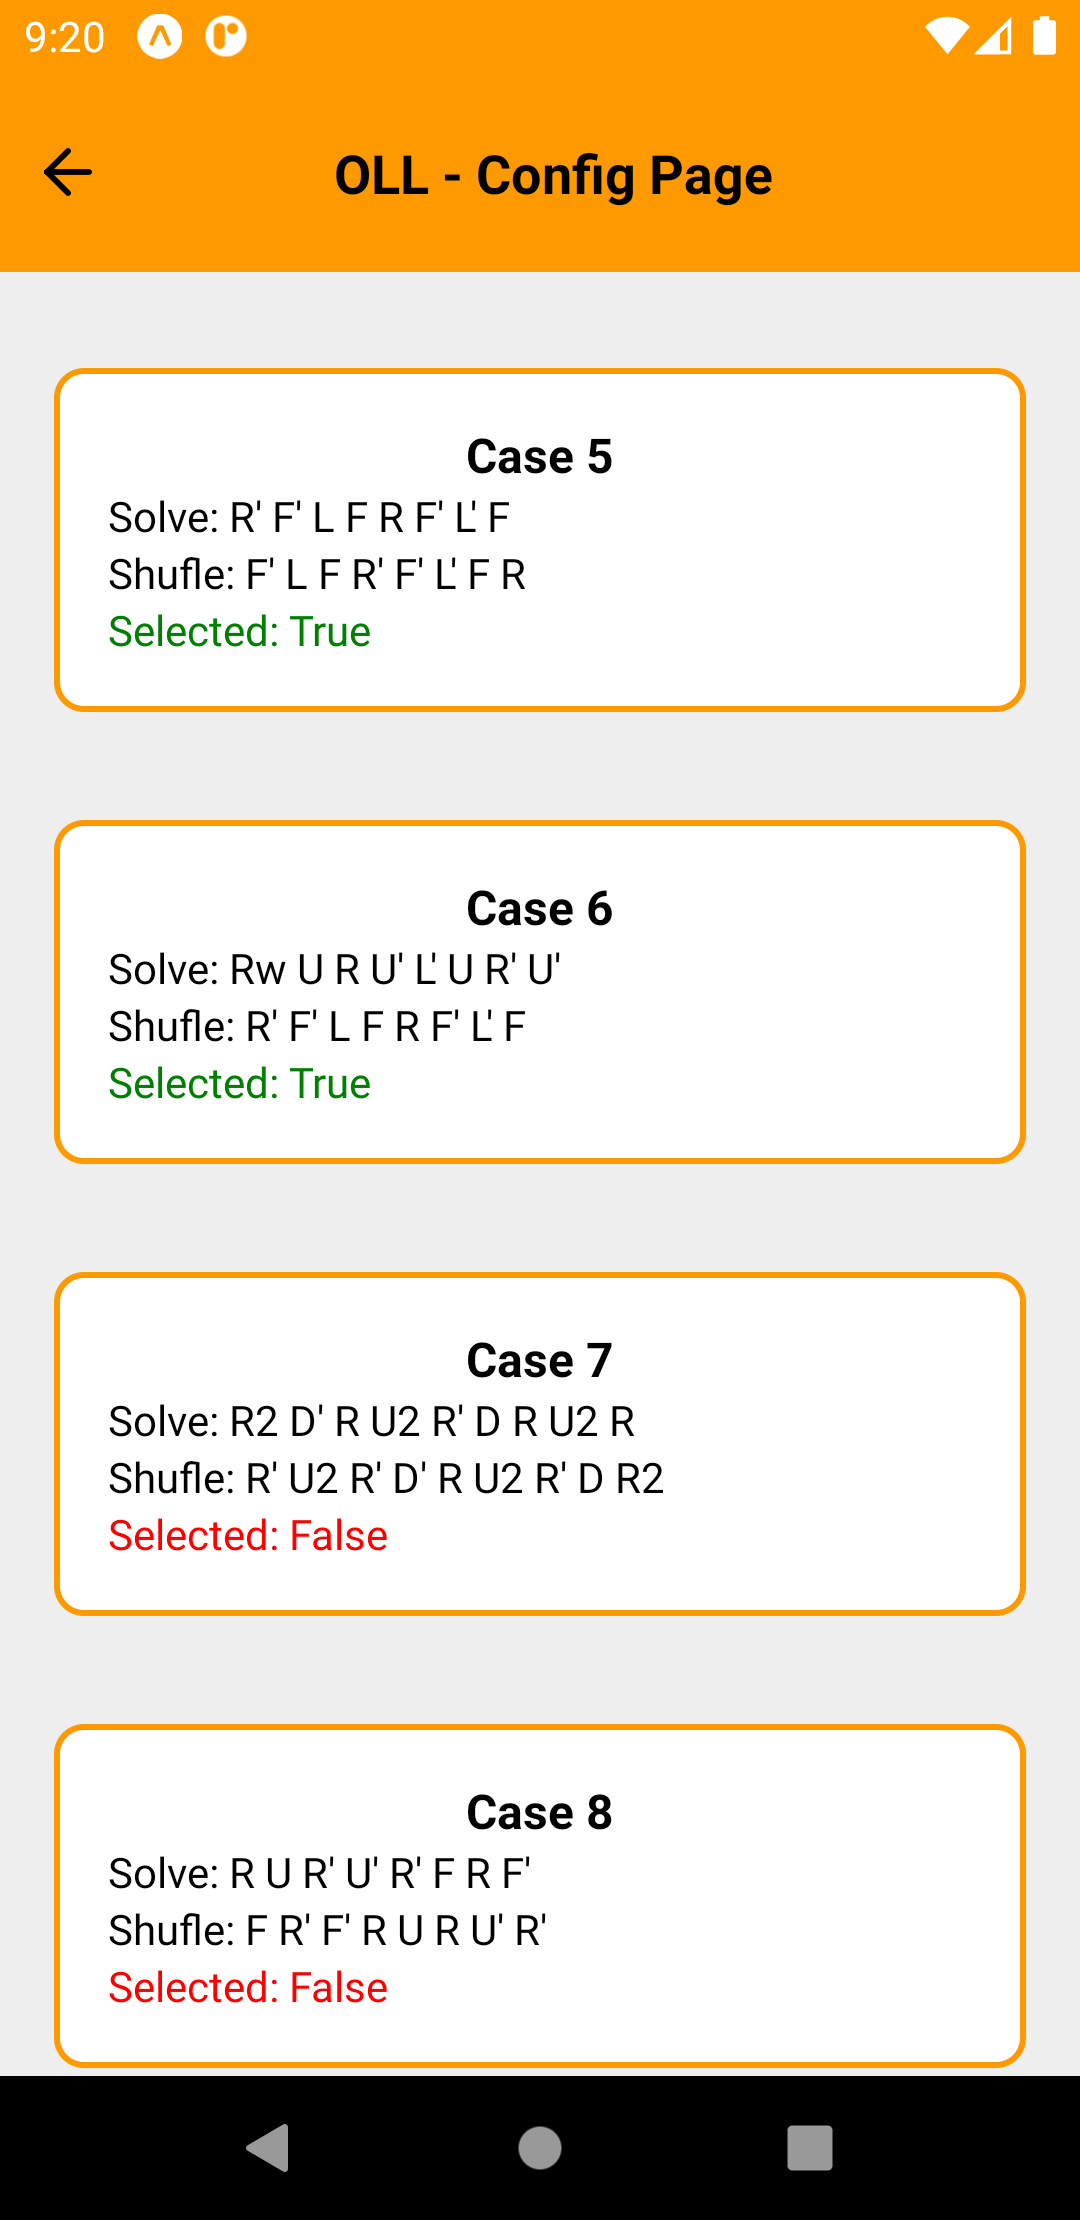 9:20
OLL - Config Page
Case 5
Solve: R' F' L F R F' L' F
Shufle: F' L F R' F' L' F R
Selected: True
Case 6
Solve: Rw U R U' L' U R' U'
Shufle: R' F' L F R F' L' F
Selected: True
Case 7
Solve: R2 D' R U2 R' D R U2 R
Shufle: R' U2 R' D' R U2 R' D R2
Selected: False
Case 8
Solve: R U R' U' R' F R F'
Shufle: F R' F' R U R U' R'
Selected: False